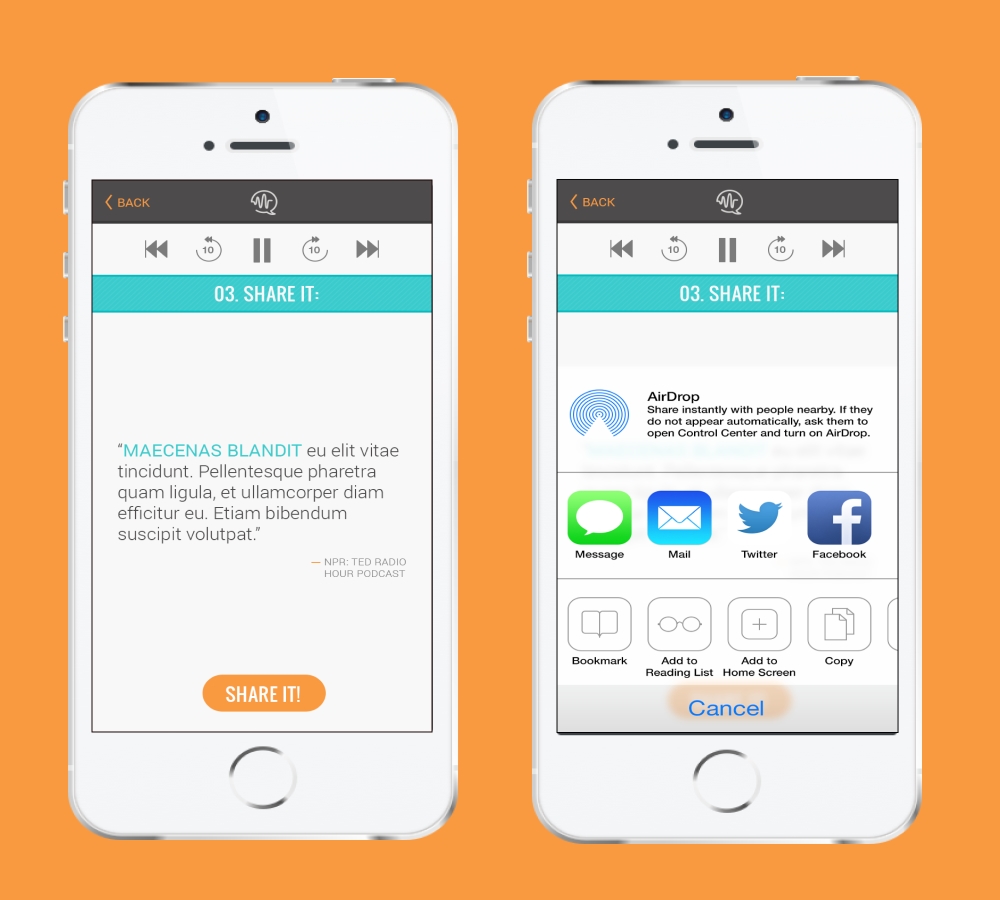 BACK
10
10
03. SHARE IT:
“MAECENAS BLANDIT eu elit vitae
tincidunt. Pellentesque pharetra
quam ligula, et ullamcorper diam
efficitur eu. Etiam bibendum
suscipit volutpat.”
— NPR: TED RADIO
HOUR PODCAST
SHARE IT!
BACK
10
10
03. SHARE IT:
AirDrop
Share instantly with people nearby. If they
do not appear automatically, ask them to
open Control Center and turn on AirDrop.
Message Mail Twitter Facebook
Bookmark Add to Reading List Add to Home Screen Copy
Cancel